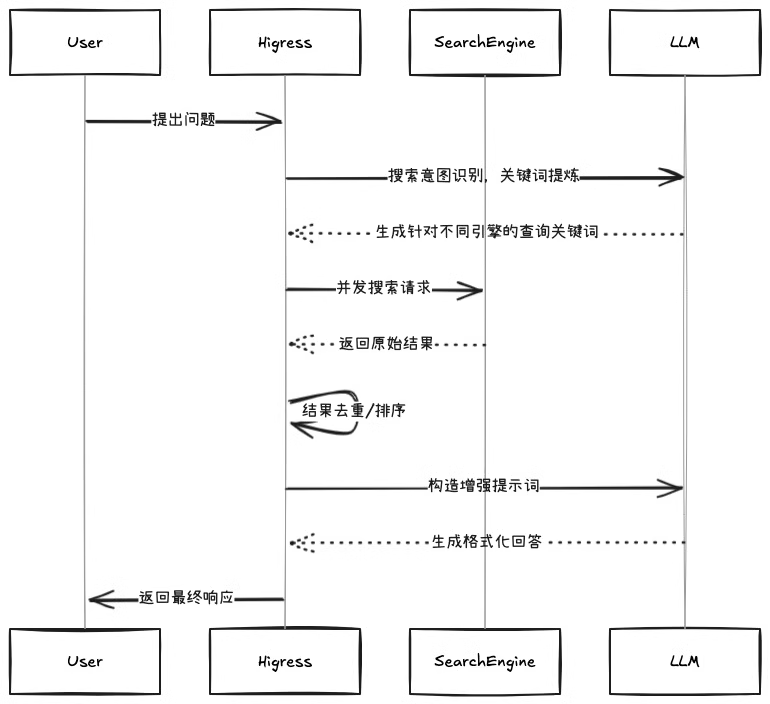 User
Higress
SearchEngine
LLM
提出问题
搜索意图识别，关键词提炼
生成针对不同引擎的查询关键词
并发搜索请求
返回原始结果
结果去重/排序
构造增强提示词
生成格式化回答
返回最终响应
User
Higress
SearchEngine
LLM